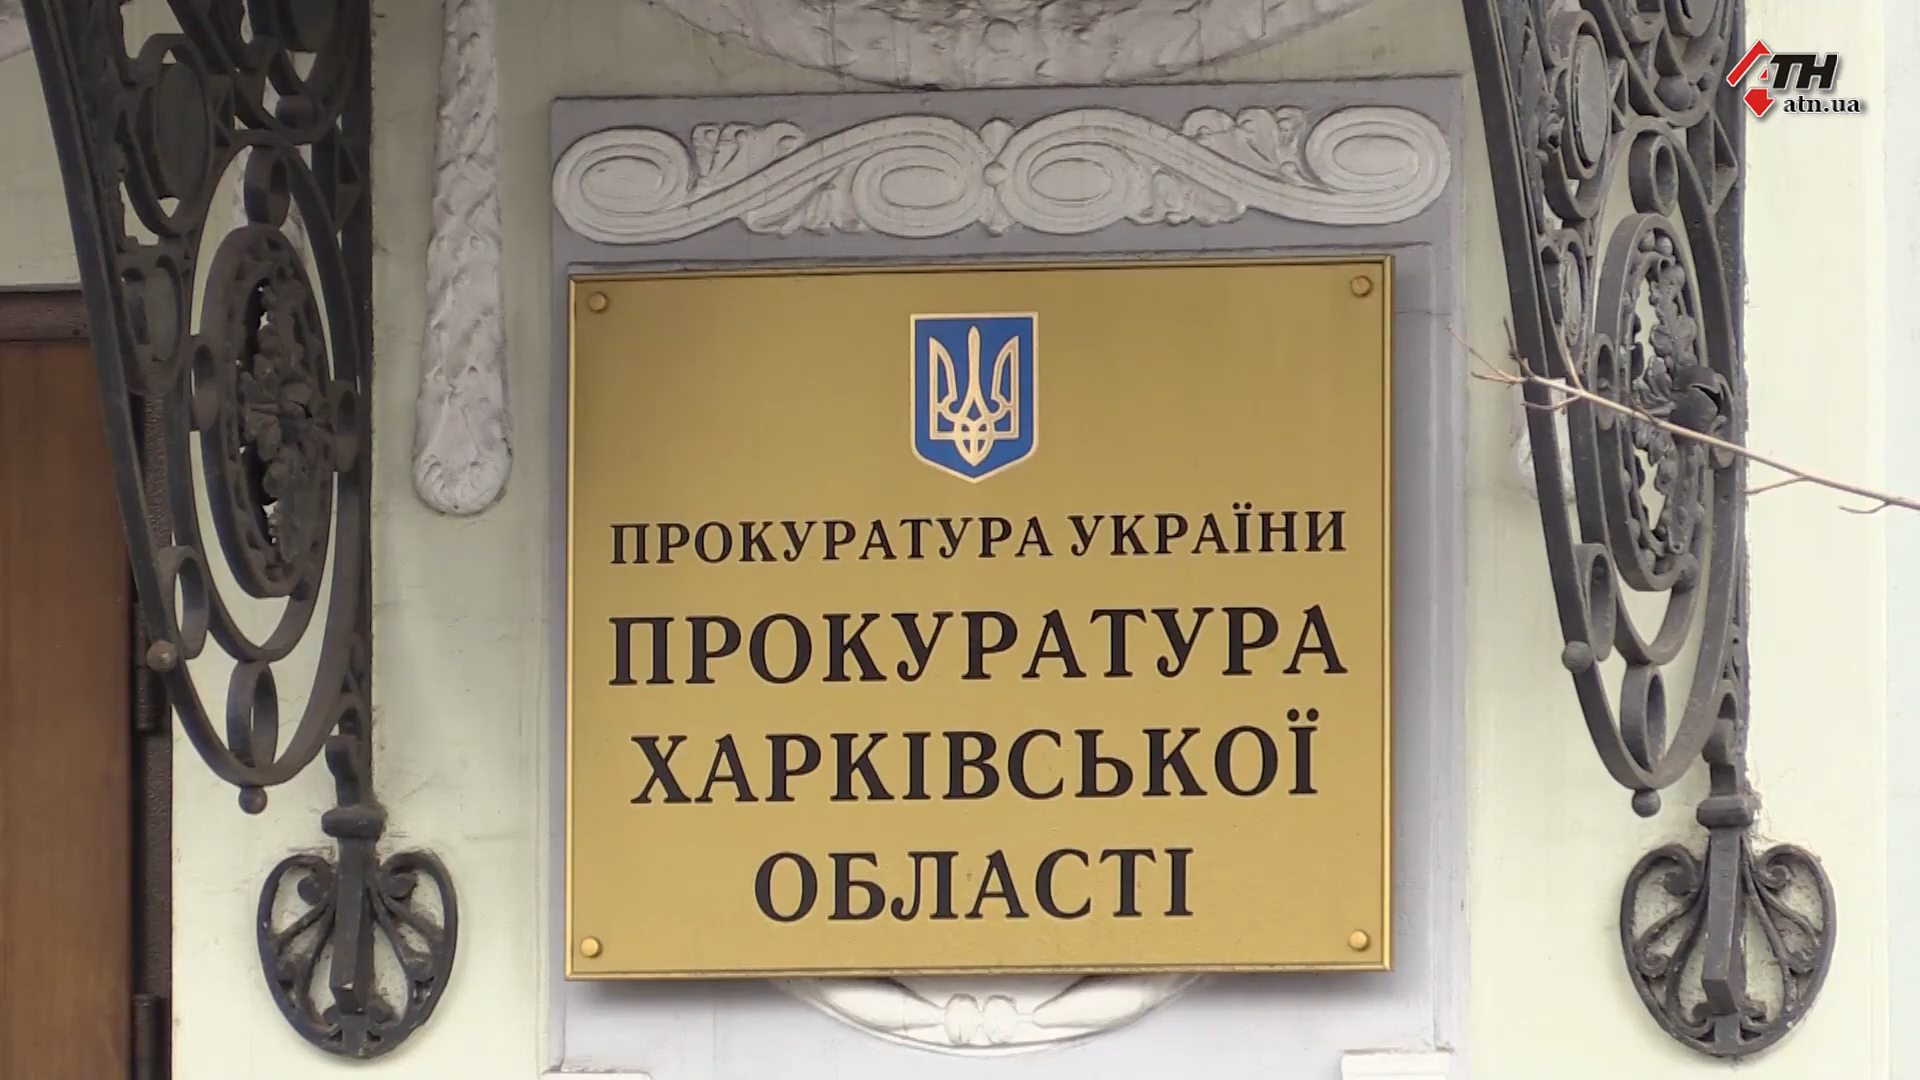 АТН
atn.ua
ПРОКУРАТУРА УКРАЇНИ
ПРОКУРАТУРА
ХАРКІВСЬКОЇ
ОБЛАСТІ